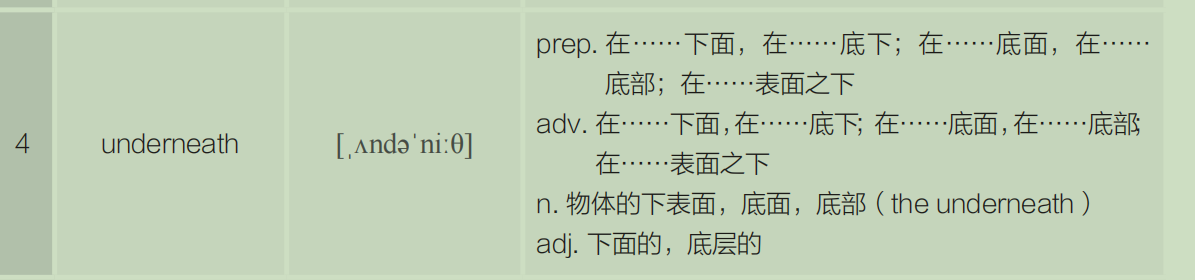 4
underneath
[ˌʌndəˈniːθ]
prep. 在……下面，在……底下；在……底面，在……
底部；在……表面之下
adv. 在……下面，在……底下；在……底面，在……底部；
在……表面之下
n. 物体的下表面，底面，底部（the underneath）
adj. 下面的，底层的